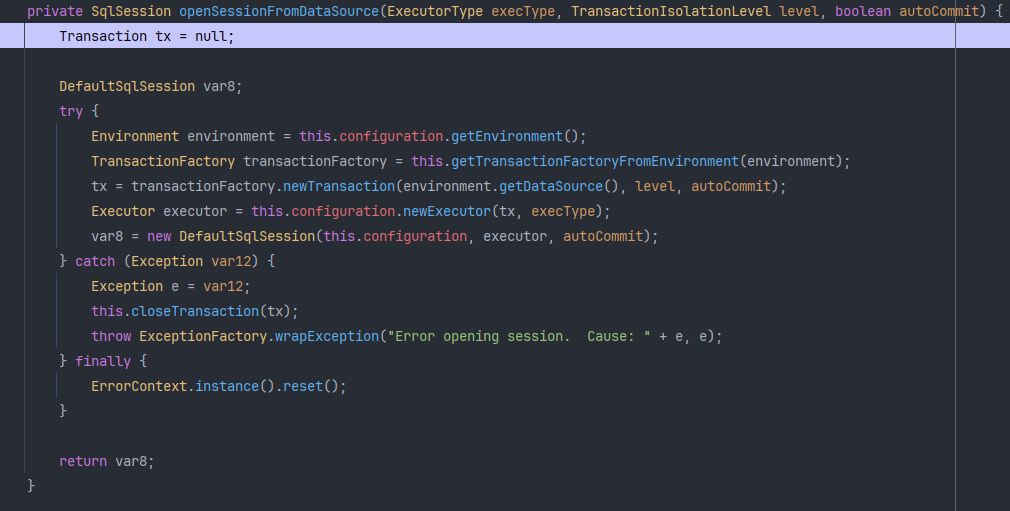 private SqlSession openSessionFromDataSource(ExecutorType execType, TransactionIsolationLevel level, boolean autoCommit) {
    Transaction tx = null;

    DefaultSqlSession var8;
    try {
        Environment environment = this.configuration.getEnvironment();
        TransactionFactory transactionFactory = this.getTransactionFactoryFromEnvironment(environment);
        tx = transactionFactory.newTransaction(environment.getDataSource(), level, autoCommit);
        Executor executor = this.configuration.newExecutor(tx, execType);
        var8 = new DefaultSqlSession(this.configuration, executor, autoCommit);
    } catch (Exception var12) {
        Exception e = var12;
        this.closeTransaction(tx);
        throw ExceptionFactory.wrapException("Error opening session.  Cause: " + e, e);
    } finally {
        ErrorContext.instance().reset();
    }

    return var8;
}